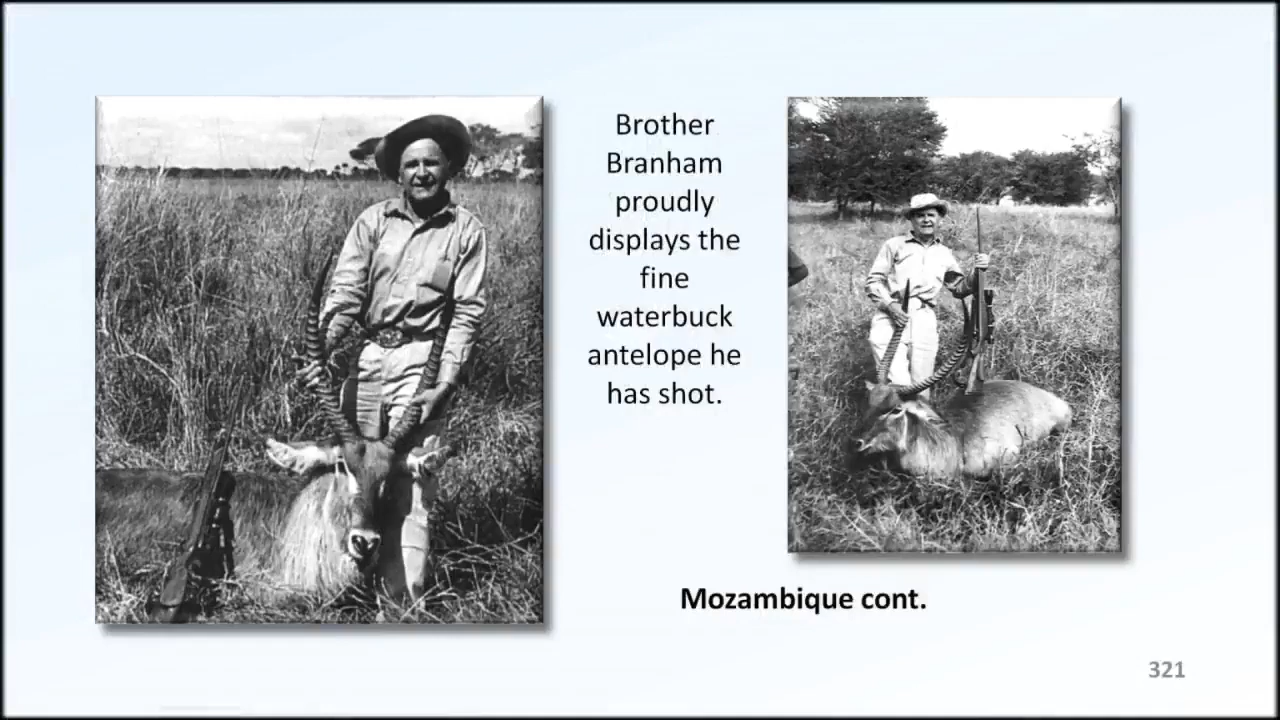 Brother
Branham
proudly
displays the
fine
waterbuck
antelope he
has shot.
Mozambique cont.
321